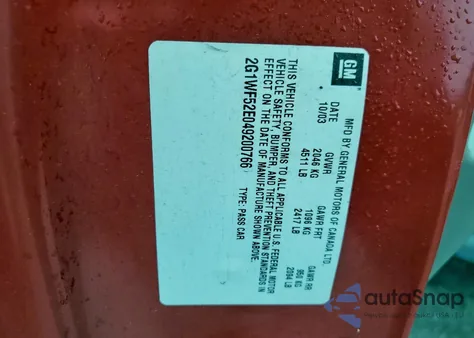 GM
MFD BY GENERAL MOTORS OF CANADA LTD.
DATE GVWR GAWR FRT GAWR RR
10/03 2046 KG 1096 KG 950 KG
4511 LB 2417 LB 2094 LB
THIS VEHICLE CONFORMS TO ALL APPLICABLE U.S. FEDERAL MOTOR
VEHICLE SAFETY, BUMPER, AND THEFT PREVENTION STANDARDS IN
EFFECT ON THE DATE OF MANUFACTURE SHOWN ABOVE.
2G1WF52E049200766 TYPE: PASS CAR
autoSnap